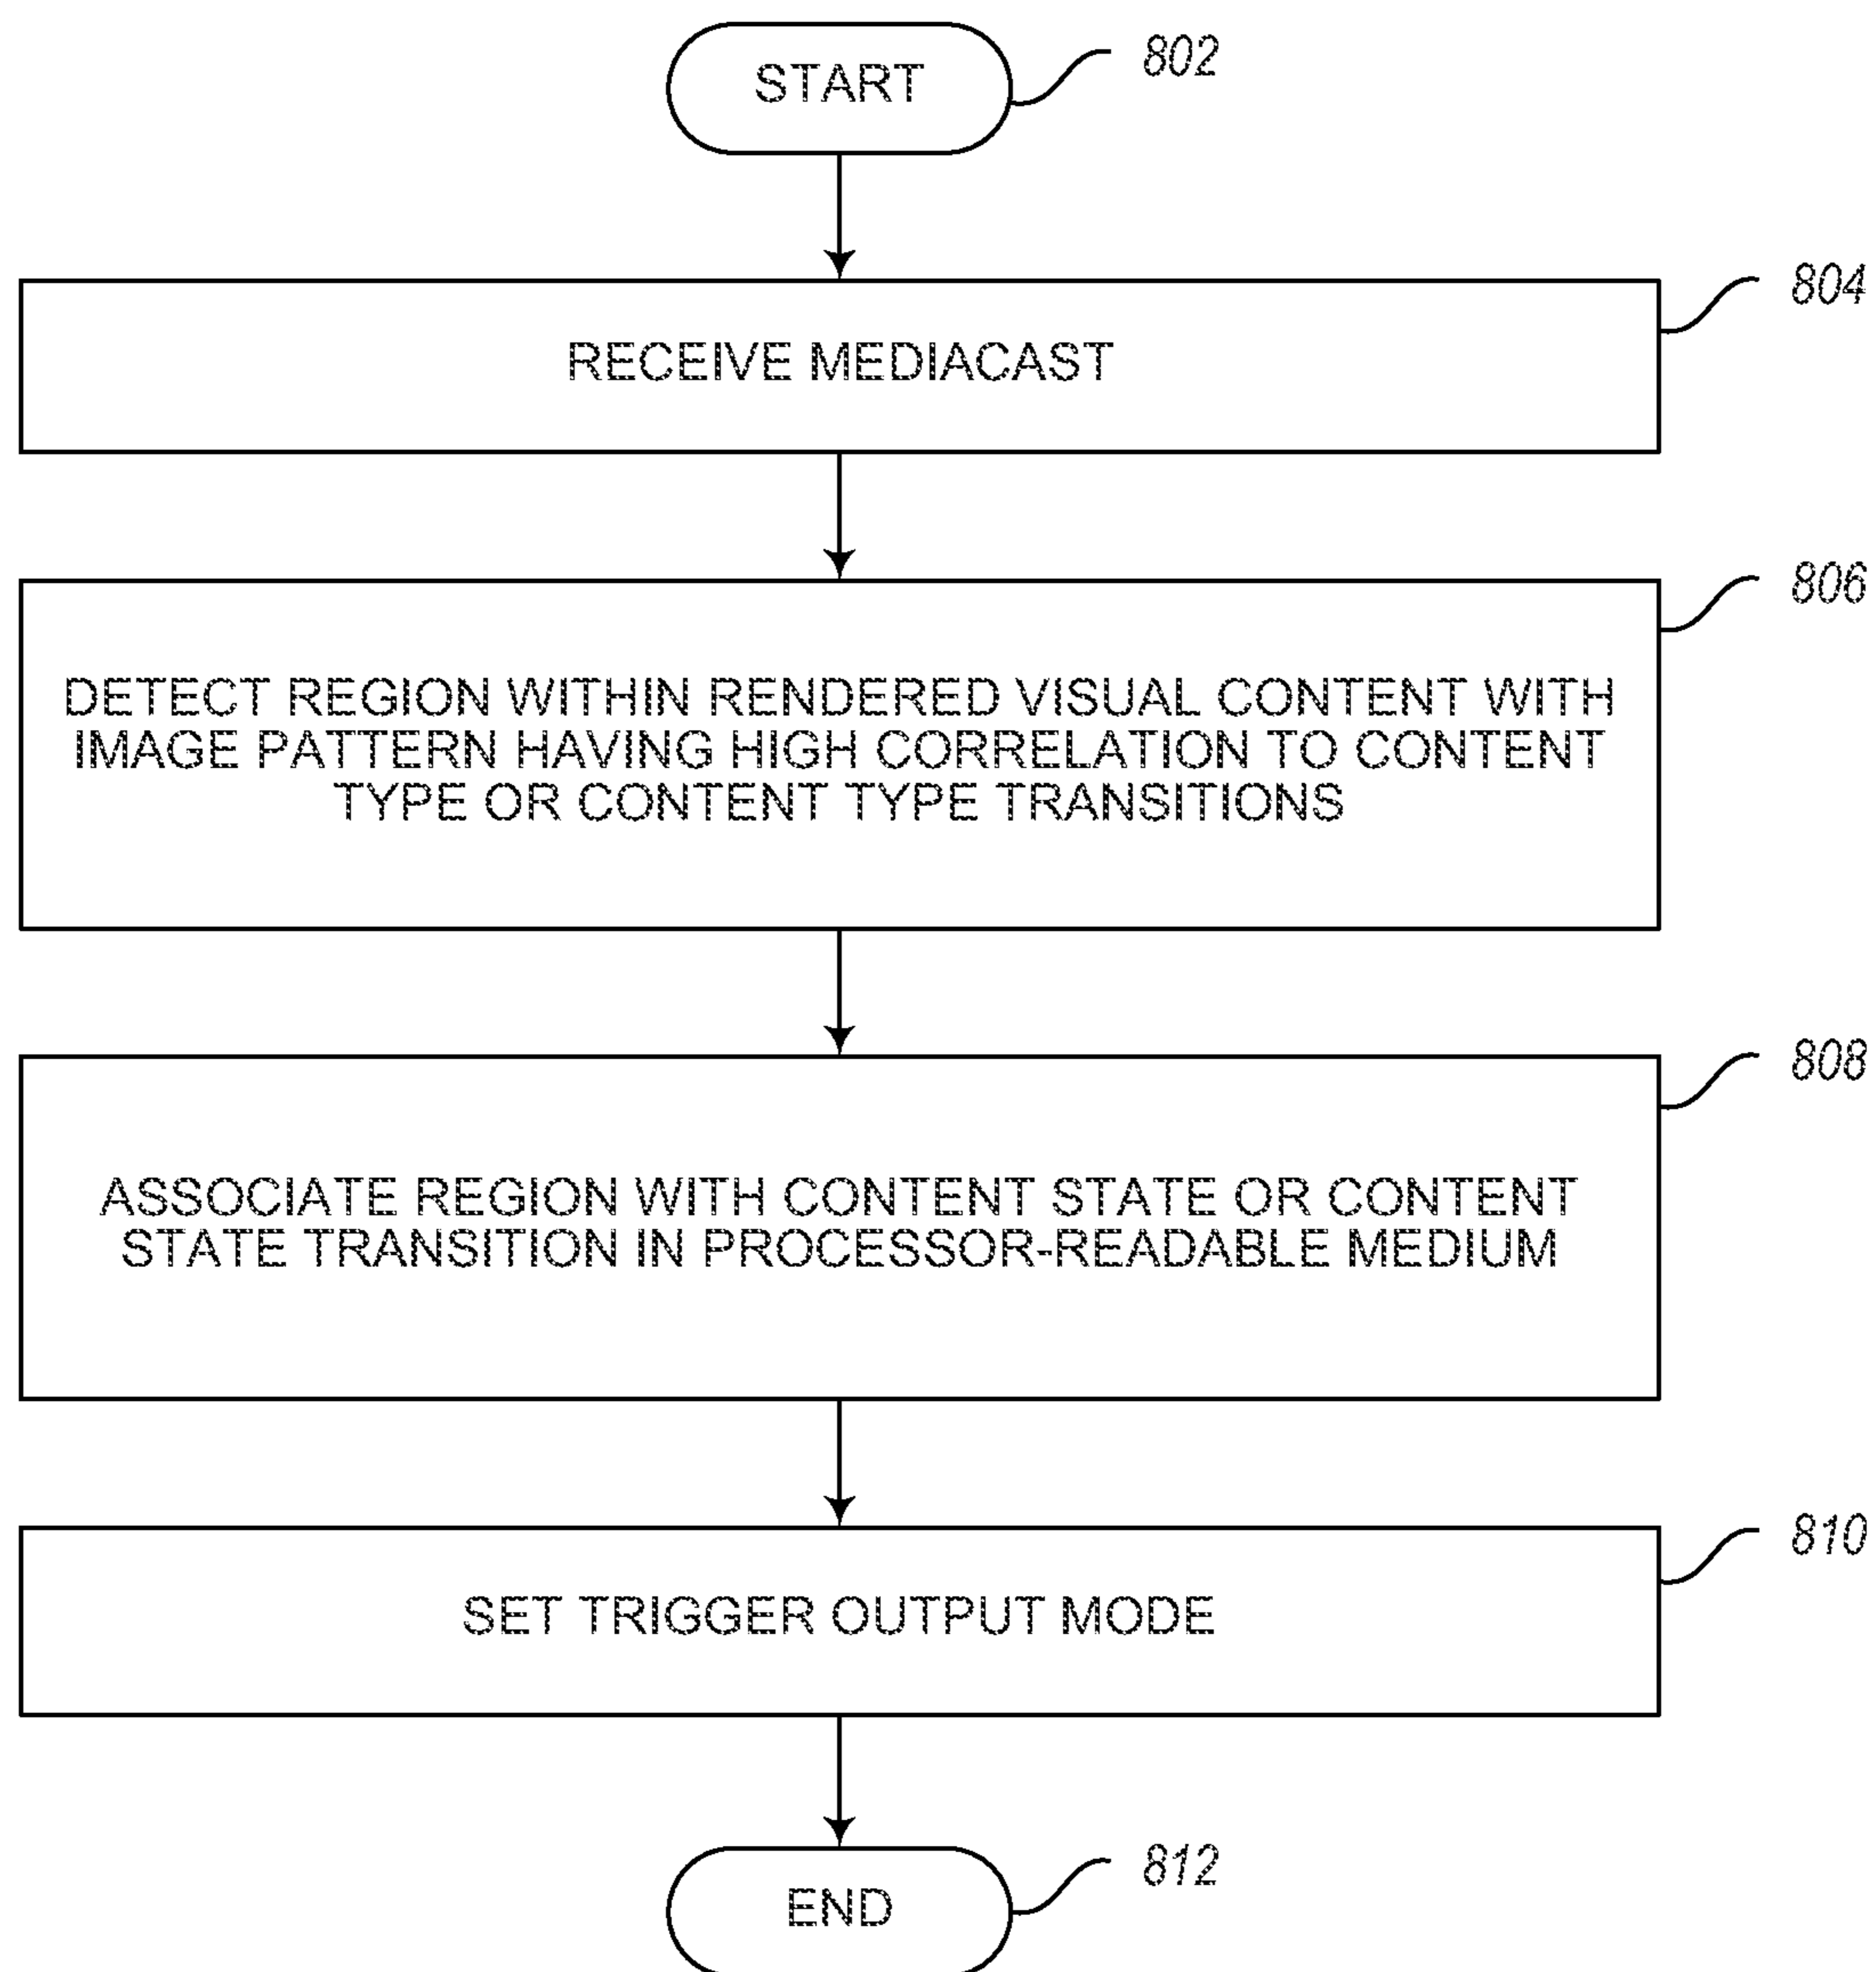 START
802
804
RECEIVE MEDIACAST
806
DETECT REGION WITHIN RENDERED VISUAL CONTENT WITH
IMAGE PATTERN HAVING HIGH CORRELATION TO CONTENT
TYPE OR CONTENT TYPE TRANSITIONS
808
ASSOCIATE REGION WITH CONTENT STATE OR CONTENT
STATE TRANSITION IN PROCESSOR-READABLE MEDIUM
810
SET TRIGGER OUTPUT MODE
812
END